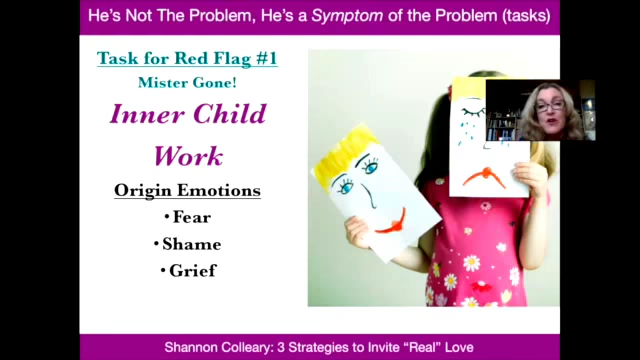 He's Not The Problem, He's a Symptom of the Problem (tasks)
Task for Red Flag #1
Mister Gone!
Inner Child
Work
Origin Emotions
• Fear
• Shame
• Grief
Shannon Colleary: 3 Strategies to Invite "Real" Love